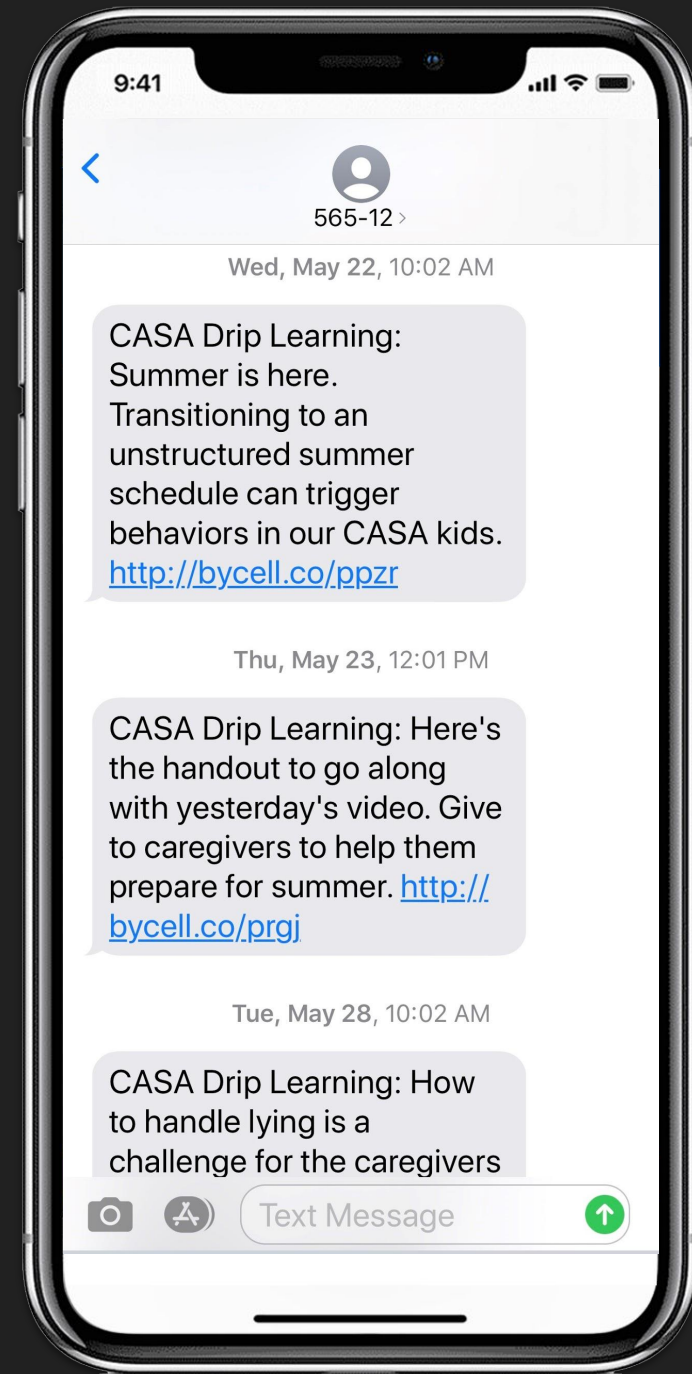 9:41
565-12
Wed, May 22, 10:02 AM
CASA Drip Learning:
Summer is here.
Transitioning to an
unstructured summer
schedule can trigger
behaviors in our CASA kids.
http://bycell.co/ppzr
Thu, May 23, 12:01 PM
CASA Drip Learning: Here's
the handout to go along
with yesterday's video. Give
to caregivers to help them
prepare for summer. http://
bycell.co/prgj
Tue, May 28, 10:02 AM
CASA Drip Learning: How
to handle lying is a
challenge for the caregivers
Text Message